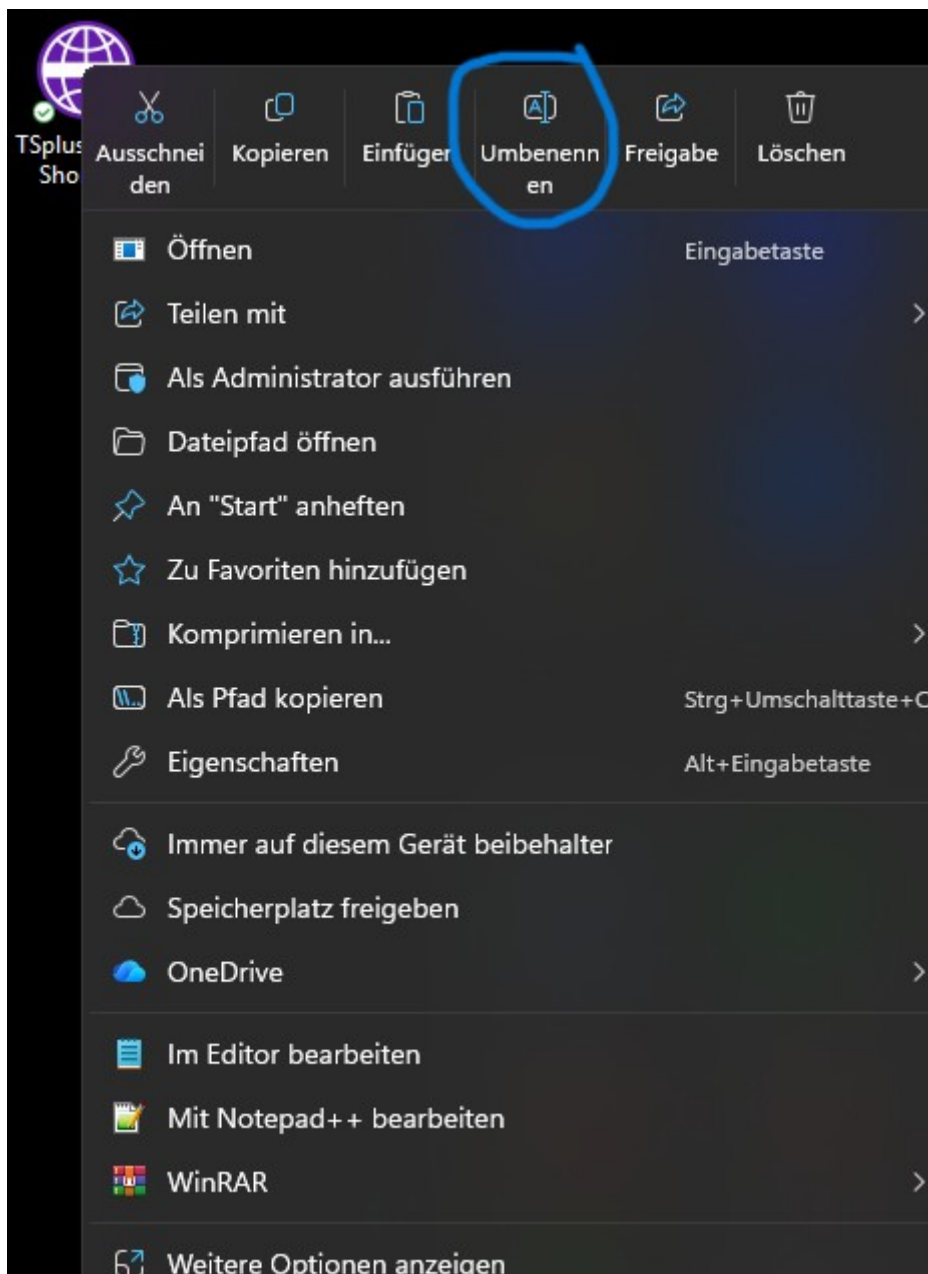 TSplus
Sho
Ausschnei
den
Kopieren
Einfügen
Umbenenn
en
Freigabe
Löschen
Öffnen
Eingabetaste
Teilen mit
Als Administrator ausführen
Dateipfad öffnen
An "Start" anheften
Zu Favoriten hinzufügen
Komprimieren in...
Als Pfad kopieren
Strg+Umschalttaste+C
Eigenschaften
Alt+Eingabetaste
Immer auf diesem Gerät beibehalten
Speicherplatz freigeben
OneDrive
Im Editor bearbeiten
Mit Notepad++ bearbeiten
WinRAR
Weitere Optionen anzeigen